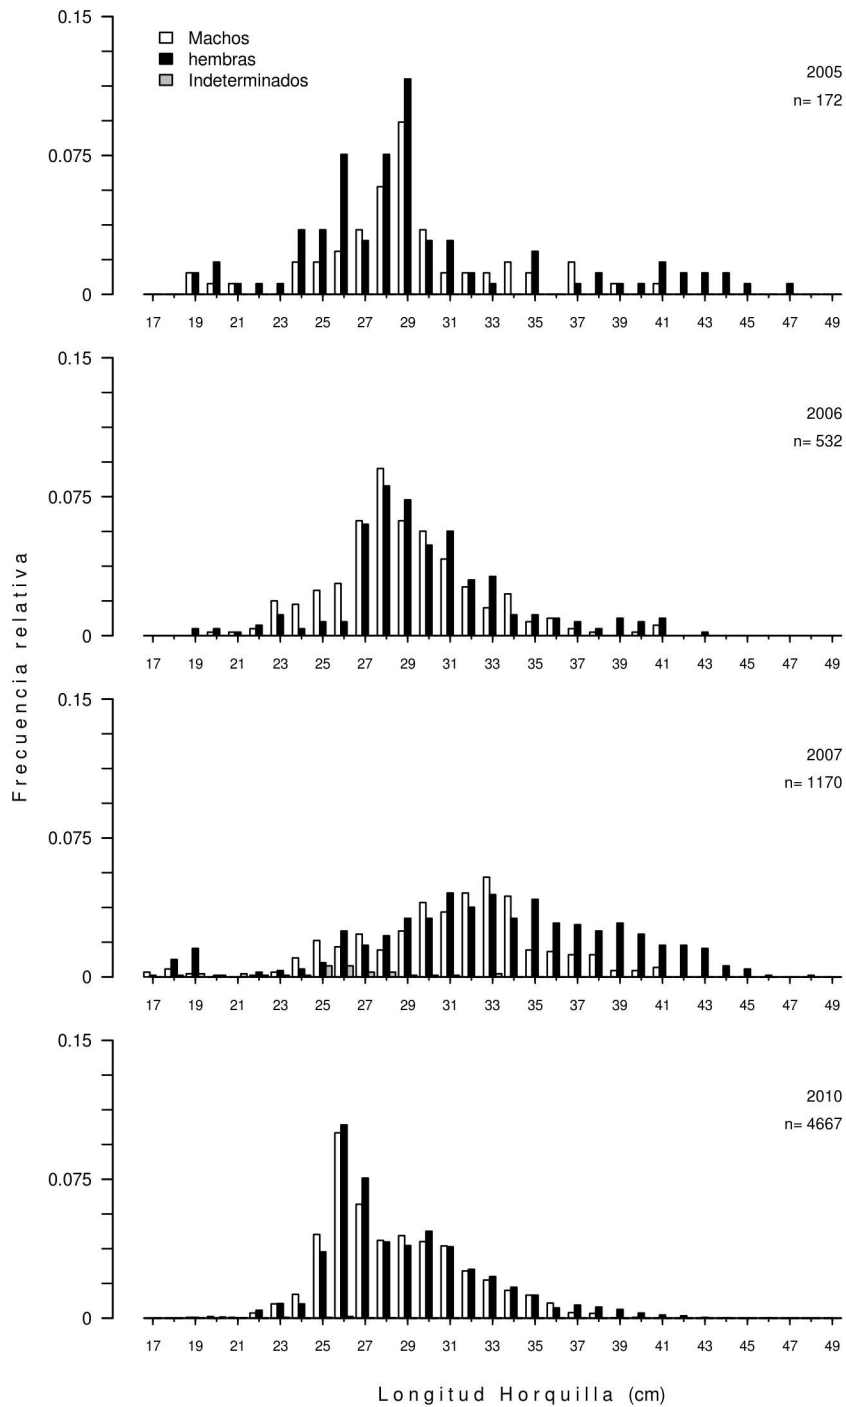 0.15
Machos
hembras
Indeterminados
2005
n= 172
0.075
0
17 19 21 23 25 27 29 31 33 35 37 39 41 43 45 47 49
0.15
2006
n= 532
0.075
0
17 19 21 23 25 27 29 31 33 35 37 39 41 43 45 47 49
Frecuencia relativa
0.15
2007
n= 1170
0.075
0
17 19 21 23 25 27 29 31 33 35 37 39 41 43 45 47 49
0.15
2010
n= 4667
0.075
0
17 19 21 23 25 27 29 31 33 35 37 39 41 43 45 47 49
Longitud Horquilla (cm)